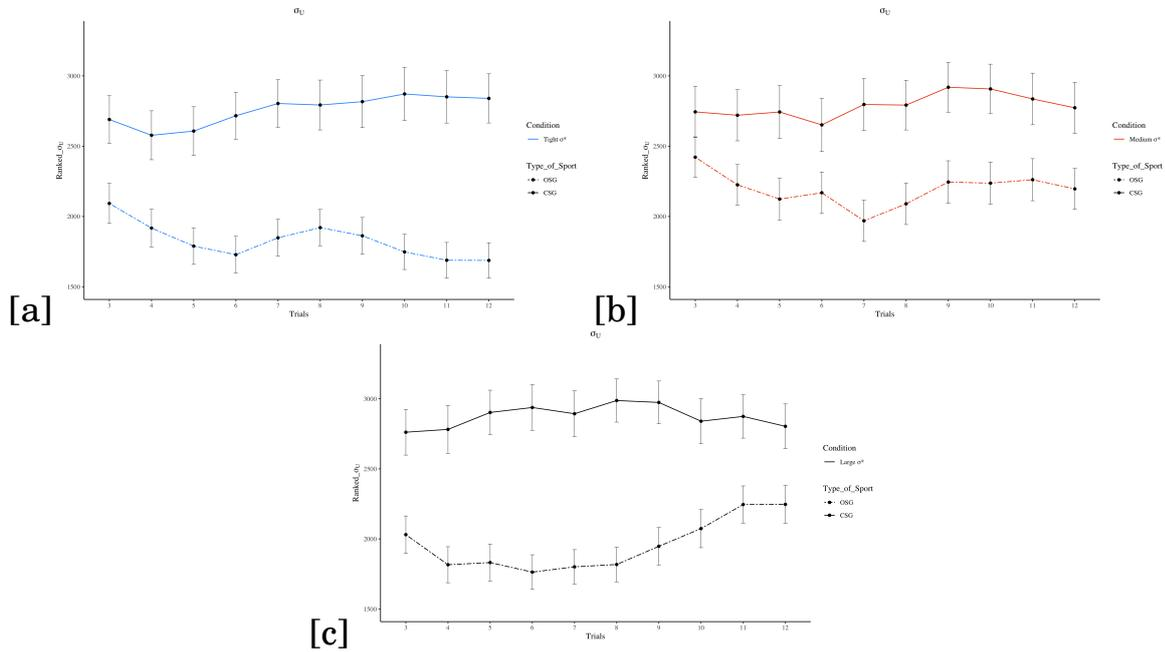 σU
Ranked_σU
3000
2500
2000
1500
3 4 5 6 7 8 9 10 11 12
Trials
Condition
Tight σ*
Type_of_Sport
OSG
CSG
[a]
σU
Ranked_σU
3000
2500
2000
1500
3 4 5 6 7 8 9 10 11 12
Trials
Condition
Medium σ*
Type_of_Sport
OSG
CSG
[b]
σU
Ranked_σU
3000
2500
2000
1500
3 4 5 6 7 8 9 10 11 12
Trials
Condition
Large σ*
Type_of_Sport
OSG
CSG
[c]